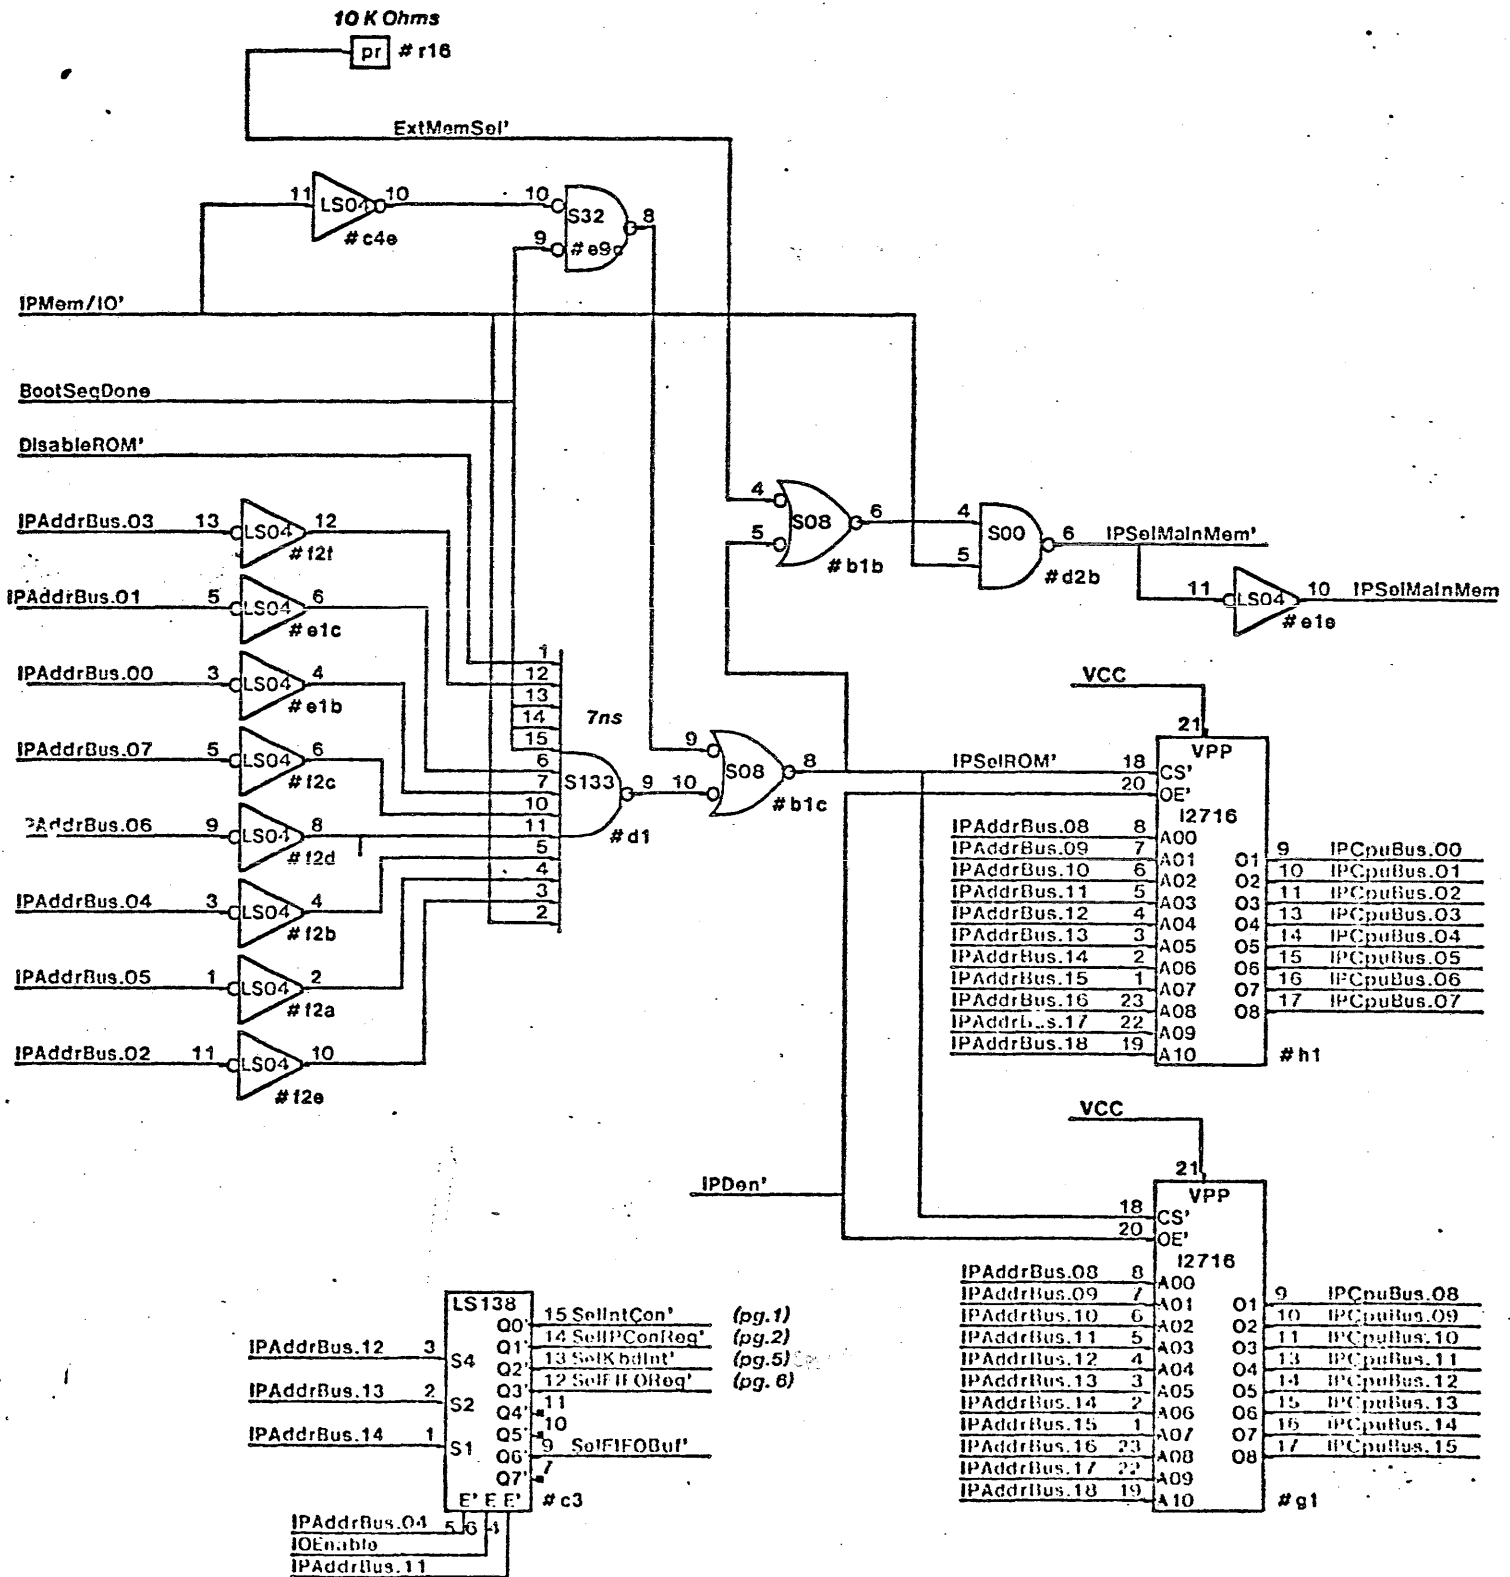 10 K Ohms
pr # r16
ExtMemSel'
11 LS04 10
# c4e
10 S32 8
9 # e9c
IPMem/IO'
BootSeqDone
DisableROM'
IPAddrBus.03 13 LS04 12
# f2f
IPAddrBus.01 5 LS04 6
# e1c
IPAddrBus.00 3 LS04 4
# e1b
IPAddrBus.07 5 LS04 6
# f2c
PAddrBus.06 9 LS04 8
# f2d
IPAddrBus.04 3 LS04 4
# f2b
IPAddrBus.05 1 LS04 2
# f2a
IPAddrBus.02 11 LS04 10
# f2e
1
12
13
14
15
6
7
10
11
5
4
3
2
7ns
S133 9
# d1
9
10 S08 8
# b1c
4
5 S08 6
# b1b
4
5 S00 6 IPSelMainMem'
# d2b
11 LS04 10 IPSelMainMem
# e1e
VCC
21
VPP
IPSelROM' 18 CS'
20 OE'
I2716
IPAddrBus.08 8 A00
IPAddrBus.09 7 A01 O1 9 IPCpuBus.00
IPAddrBus.10 6 A02 O2 10 IPCpuBus.01
IPAddrBus.11 5 A03 O3 11 IPCpuBus.02
IPAddrBus.12 4 A04 O4 13 IPCpuBus.03
IPAddrBus.13 3 A05 O5 14 IPCpuBus.04
IPAddrBus.14 2 A06 O6 15 IPCpuBus.05
IPAddrBus.15 1 A07 O7 16 IPCpuBus.06
IPAddrBus.16 23 A08 O8 17 IPCpuBus.07
.17 22 A09
IPAddrBus.18 19 A10
# h1
VCC
21
VPP
IPDen'
18 CS'
20 OE'
I2716
IPAddrBus.08 8 A00
IPAddrBus.09 7 A01 O1 9 IPCpuBus.08
IPAddrBus.10 6 A02 O2 10 IPCpuBus.09
IPAddrBus.11 5 A03 O3 11 IPCpuBus.10
IPAddrBus.12 4 A04 O4 13 IPCpuBus.11
IPAddrBus.13 3 A05 O5 14 IPCpuBus.12
IPAddrBus.14 2 A06 O6 15 IPCpuBus.13
IPAddrBus.15 1 A07 O7 16 IPCpuBus.14
IPAddrBus.16 23 A08 O8 17 IPCpuBus.15
IPAddrBus.17 22 A09
IPAddrBus.18 19 A10
# g1
LS138
Q0' 15 SelIntCon' (pg.1)
Q1' 14 SelIPConReg' (pg.2)
IPAddrBus.12 3 S4 Q2' 13 SelKbdInt' (pg.5)
Q3' 12 SelFIFOReg' (pg. 6)
IPAddrBus.13 2 S2 Q4' 11
Q5' 10
IPAddrBus.14 1 S1 Q6' 9 SelFIFOBuf'
Q7' 7
E' E E' # c3
IPAddrBus.04 5 6 4
IOEnable
IPAddrBus.11